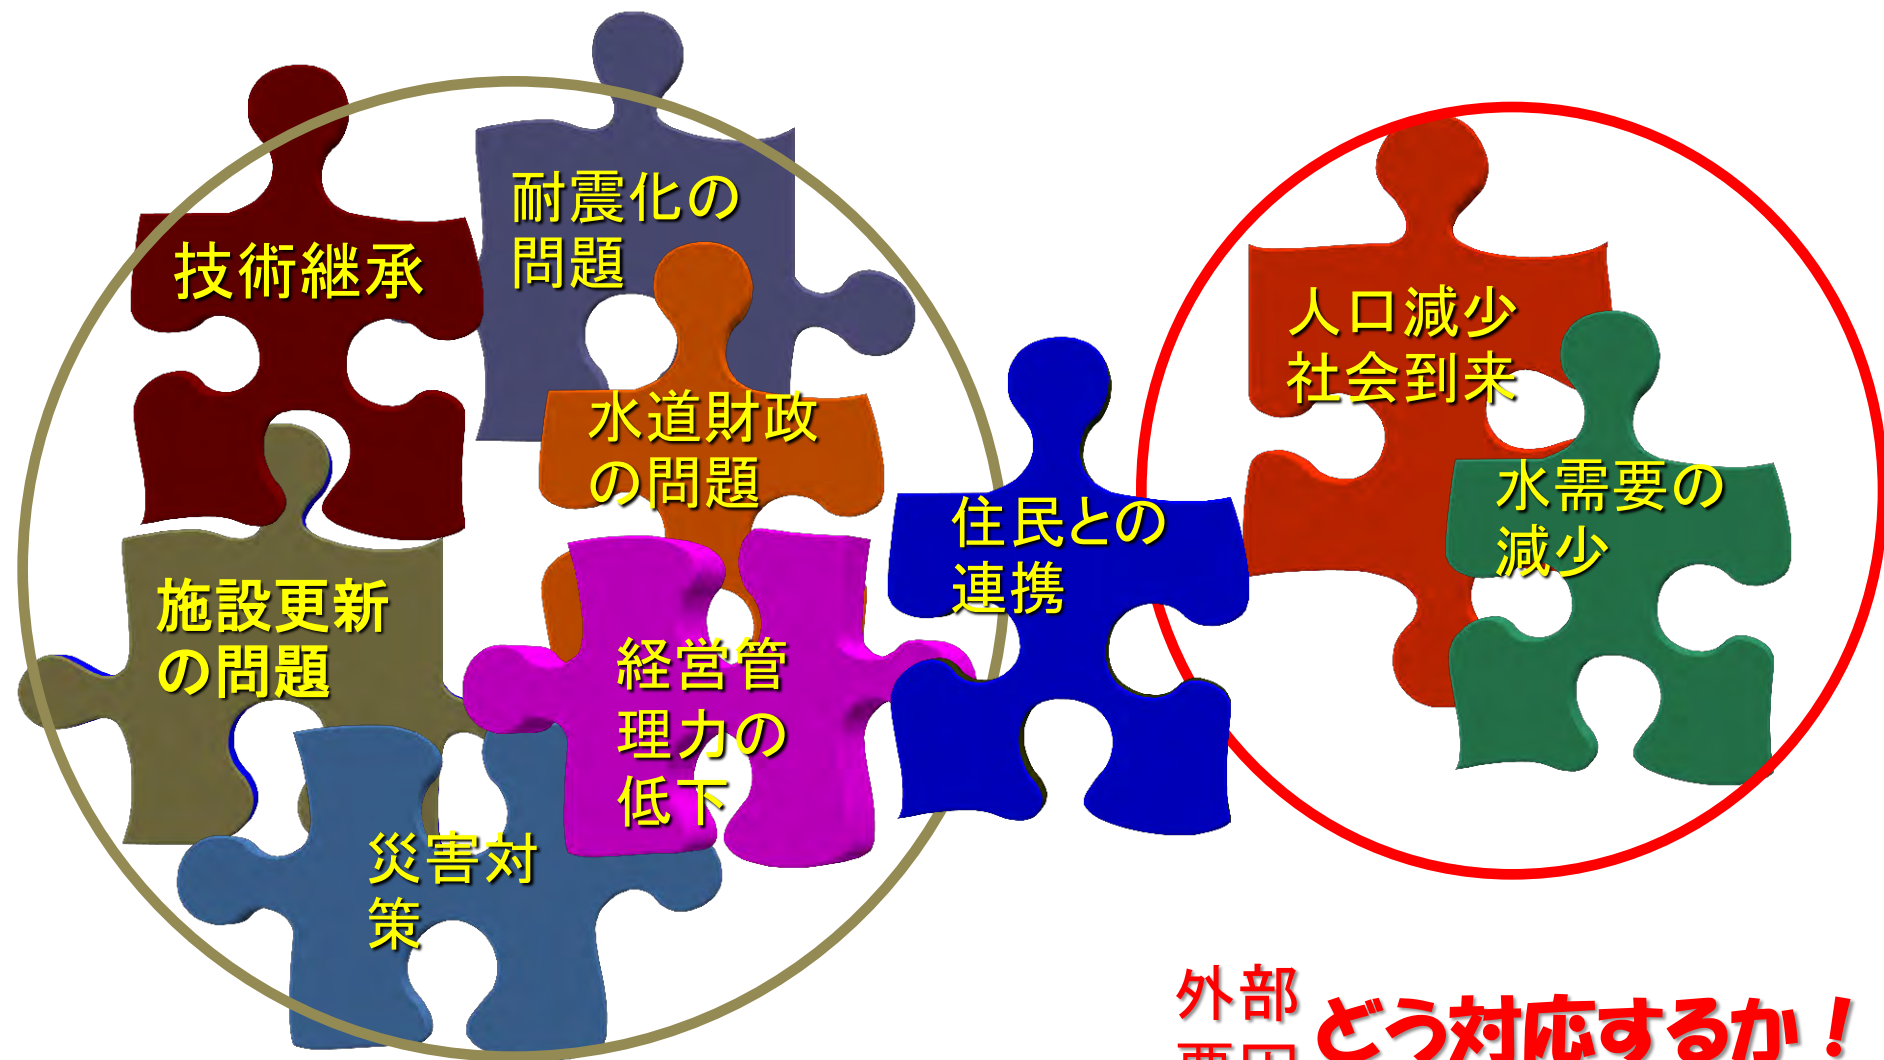 技術継承
耐震化の
問題
水道財政
の問題
施設更新
の問題
経営管
理力の
低下
災害対
策
住民との
連携
人口減少
社会到来
水需要の
減少
外部
要因
どう対応するか！